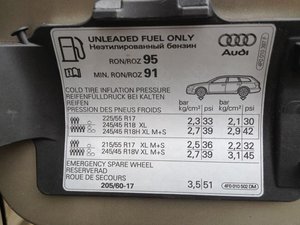 UNLEADED FUEL ONLY
Неэтилированный бензин
RON/ROZ 95
MIN. RON/ROZ 91
Audi
COLD TIRE INFLATION PRESSURE
REIFENFÜLLDRUCK BEI KALTEN
REIFEN
PRESSION DES PNEUS FROIDS
bar psi bar psi
kg/cm² kg/cm²
225/55 R17 2,3 33 2,1 30
245/45 R18 XL
245/45 R18H XL M+S 2,7 39 2,9 42
215/55 R17 XL M+S 2,5 36 2,2 32
245/45 R18V XL M+S 2,7 39 3,1 45
EMERGENCY SPARE WHEEL
RESERVERAD
ROUE DE SECOURS
205/60-17 3,5 51
4F0 010 502 DM